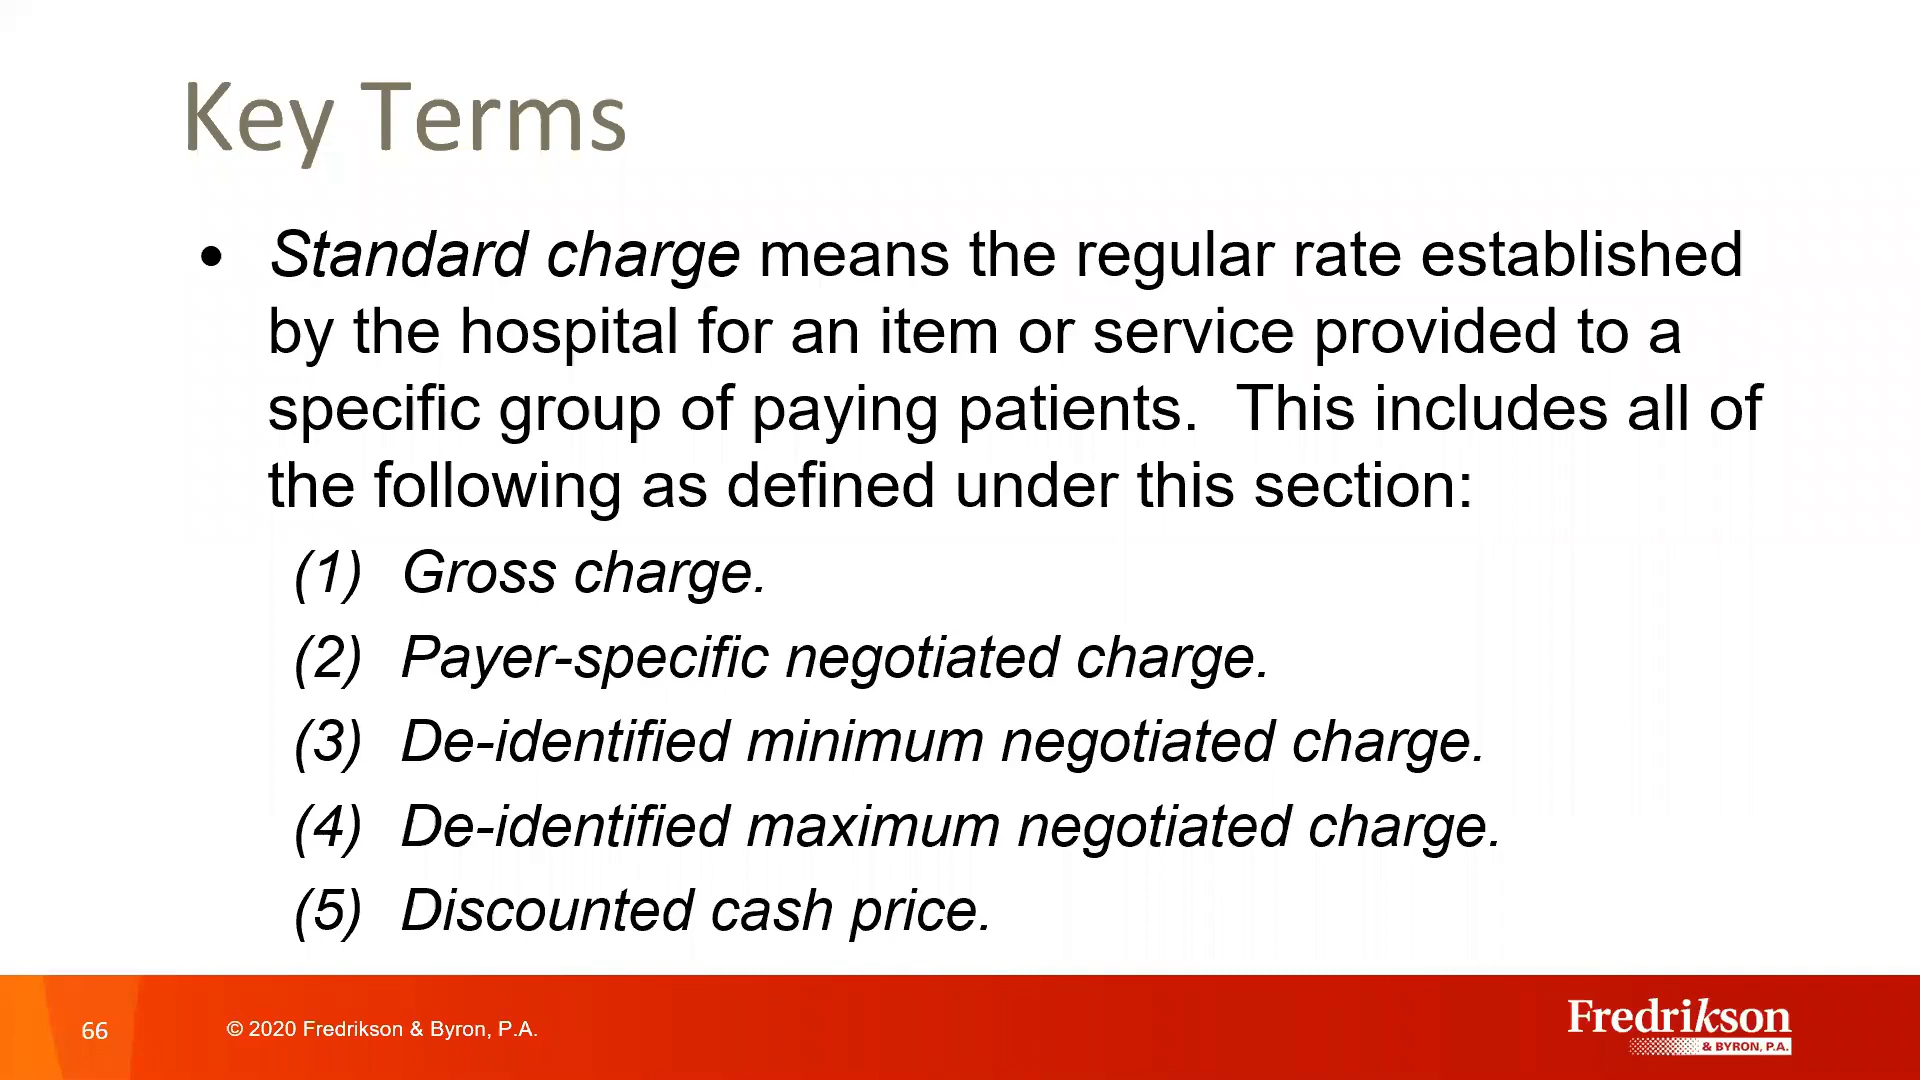 Key Terms
• Standard charge means the regular rate established
by the hospital for an item or service provided to a
specific group of paying patients.  This includes all of
the following as defined under this section:
(1) Gross charge.
(2) Payer-specific negotiated charge.
(3) De-identified minimum negotiated charge.
(4) De-identified maximum negotiated charge.
(5) Discounted cash price.
66
© 2020 Fredrikson & Byron, P.A.
Fredrikson
& BYRON, P.A.